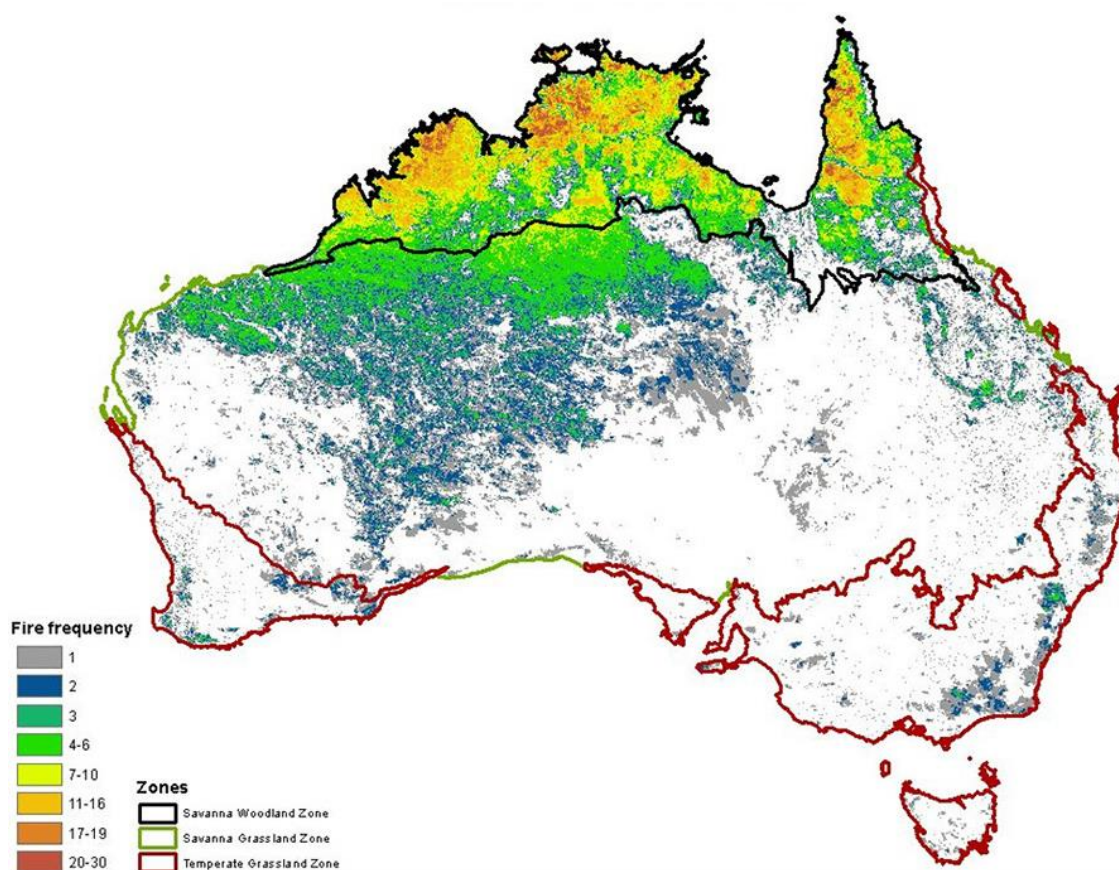 Fire frequency
1
2
3
4-6
7-10
11-16
17-19
20-30
Zones
Savanna Woodland Zone
Savanna Grassland Zone
Temperate Grassland Zone